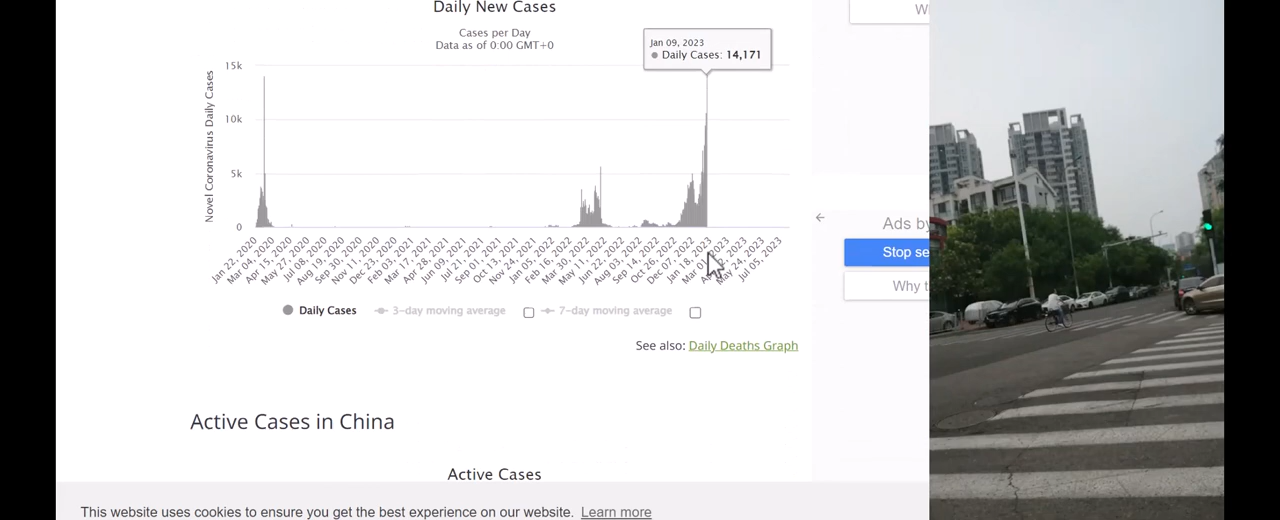 Daily New Cases
Cases per Day
Data as of 0:00 GMT+0
Jan 09, 2023
Daily Cases: 14,171
Novel Coronavirus Daily Cases
15k
10k
5k
0
Jan 22, 2020
Mar 04, 2020
Apr 15, 2020
May 27, 2020
Jul 08, 2020
Aug 19, 2020
Sep 30, 2020
Nov 11, 2020
Dec 23, 2020
Feb 03, 2021
Mar 17, 2021
Apr 28, 2021
Jun 09, 2021
Jul 21, 2021
Sep 01, 2021
Oct 13, 2021
Nov 24, 2021
Jan 05, 2022
Feb 16, 2022
Mar 30, 2022
May 11, 2022
Jun 22, 2022
Aug 03, 2022
Sep 14, 2022
Oct 26, 2022
Dec 07, 2022
Jan 18, 2023
May 24, 2023
Jul 05, 2023
Daily Cases
3-day moving average
7-day moving average
See also: Daily Deaths Graph
Active Cases in China
Active Cases
This website uses cookies to ensure you get the best experience on our website. Learn more
Ads by
Stop se
Why t